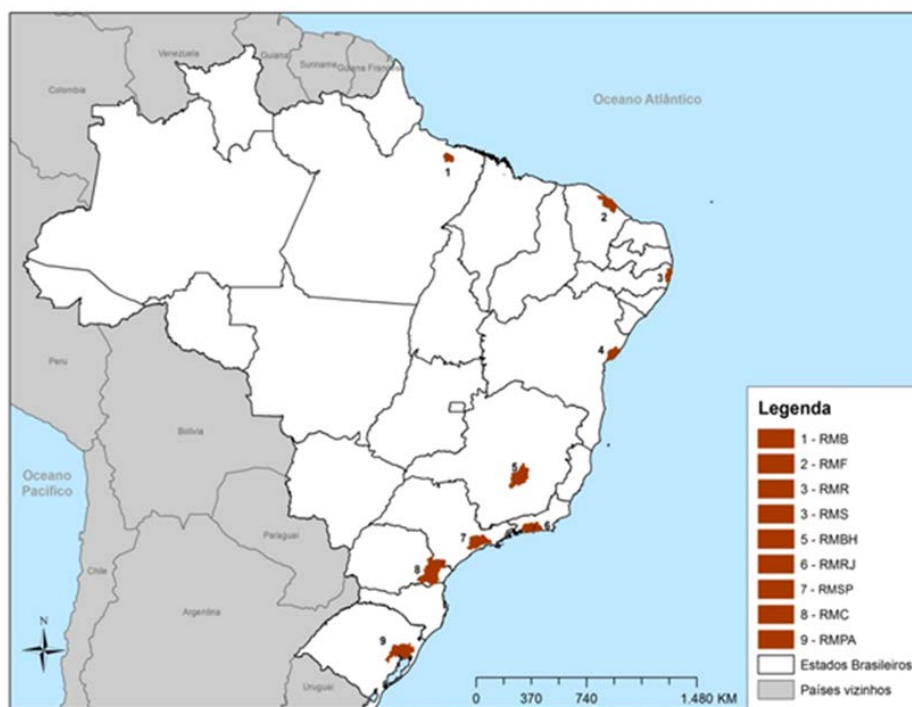 Venezuela
Guiana
Suriname
Guiana Francesa
Colombia
Oceano Atlântico
1
2
3
Peru
4
Bolivia
Legenda
1 - RMB
2 - RMF
3 - RMR
3 - RMS
5 - RMBH
6 - RMRJ
7 - RMSP
8 - RMC
9 - RMPA
Estados Brasileiros
Países vizinhos
5
Oceano
Pacífico
6
Paraguai
7
Chile
8
Argentina
N
9
Uruguai
0 370 740 1.480 KM